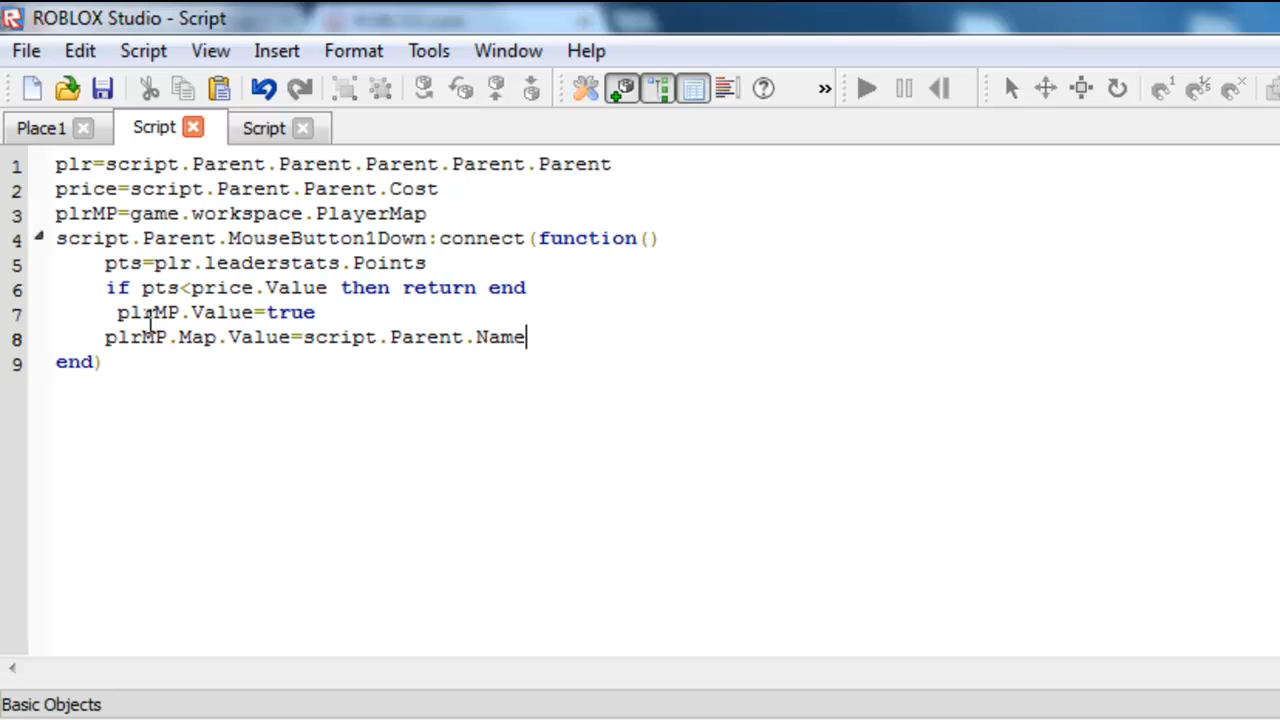 ROBLOX Studio - Script
File Edit Script View Insert Format Tools Window Help
Place1 Script Script
1 plr=script.Parent.Parent.Parent.Parent.Parent
2 price=script.Parent.Parent.Cost
3 plrMP=game.workspace.PlayerMap
4 script.Parent.MouseButton1Down:connect(function()
5 pts=plr.leaderstats.Points
6 if pts<price.Value then return end
7 plrMP.Value=true
8 plrMP.Map.Value=script.Parent.Name
9 end)
Basic Objects